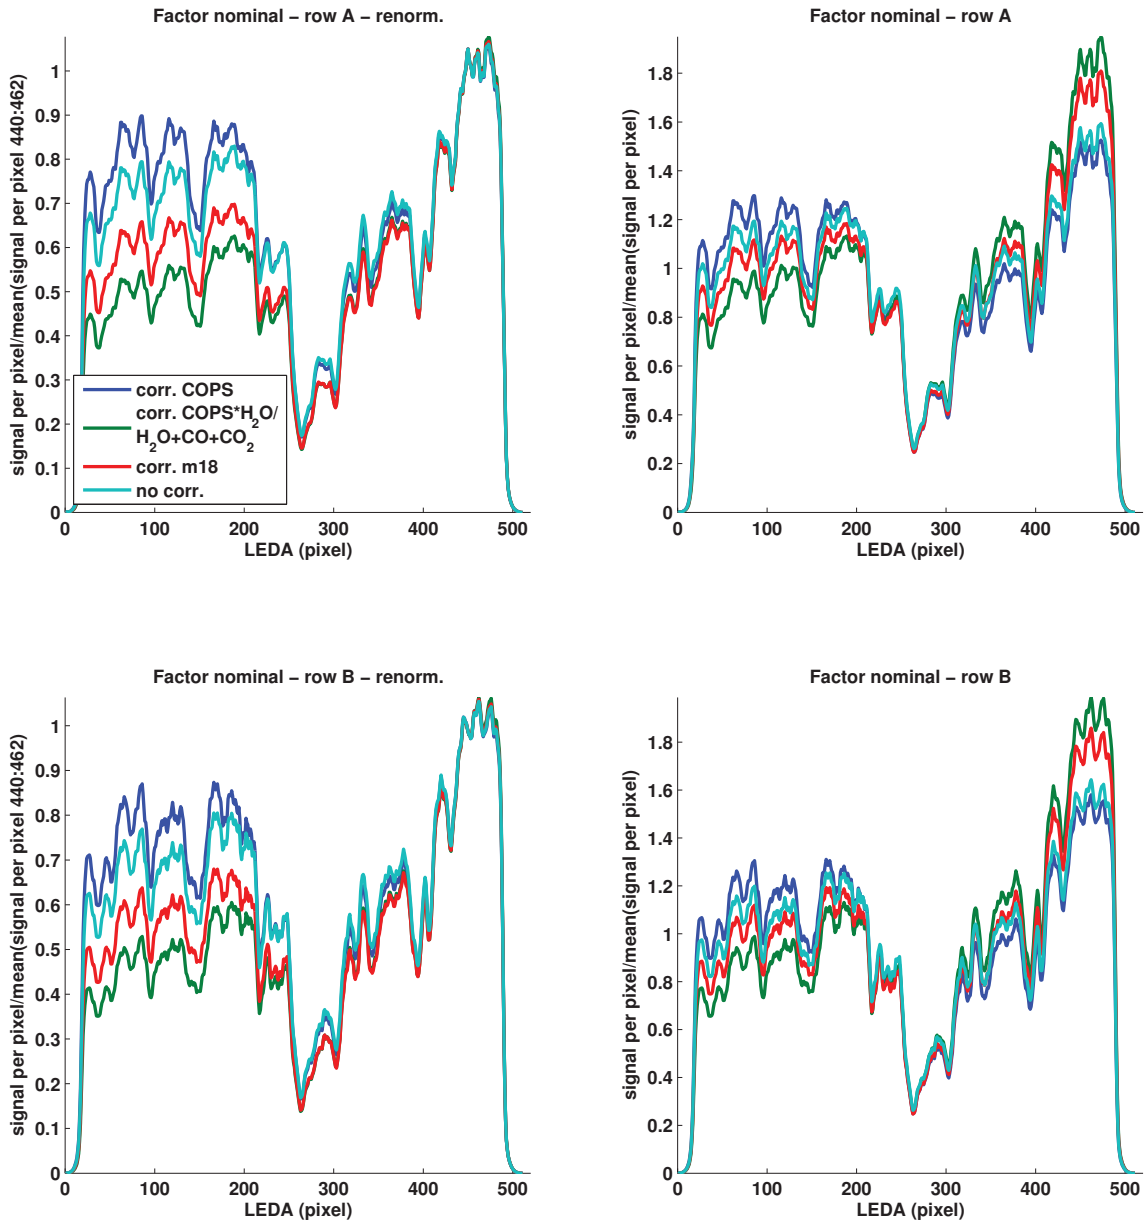 Factor nominal – row A – renorm.
signal per pixel/mean(signal per pixel 440:462)
1
0.9
0.8
0.7
0.6
0.5
0.4
0.3
0.2
0.1
0
corr. COPS
corr. COPS*H2O/
H2O+CO+CO2
corr. m18
no corr.
0 100 200 300 400 500
LEDA (pixel)
Factor nominal – row A
signal per pixel//mean(signal per pixel)
1.8
1.6
1.4
1.2
1
0.8
0.6
0.4
0.2
0
0 100 200 300 400 500
LEDA (pixel)
Factor nominal – row B – renorm.
signal per pixel/mean(signal per pixel 440:462)
1
0.9
0.8
0.7
0.6
0.5
0.4
0.3
0.2
0.1
0
0 100 200 300 400 500
LEDA (pixel)
Factor nominal – row B
signal per pixel/mean(signal per pixel)
1.8
1.6
1.4
1.2
1
0.8
0.6
0.4
0.2
0
0 100 200 300 400 500
LEDA (pixel)